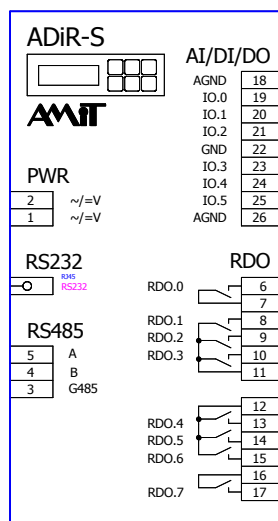 ADiR-S
AMiT
AI/DI/DO
AGND 18
IO.0 19
IO.1 20
IO.2 21
GND 22
IO.3 23
IO.4 24
IO.5 25
AGND 26
PWR
2 ~/=V
1 ~/=V
RS232
RJ45
RS232
RS485
5 A
4 B
3 G485
RDO
RDO.0 6
7
RDO.1 8
RDO.2 9
RDO.3 10
11
12
RDO.4 13
RDO.5 14
RDO.6 15
16
RDO.7 17